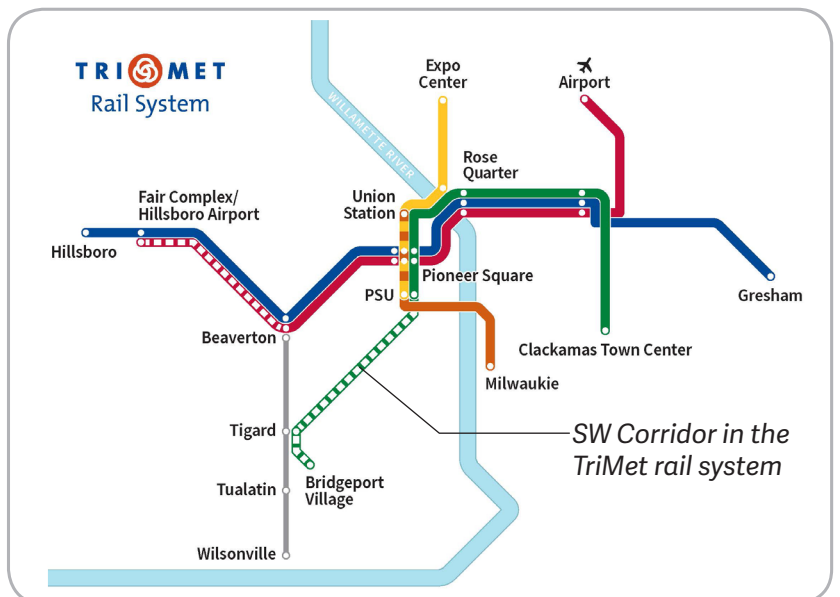 TRI MET
Rail System
Expo
Center
Airport
WILLAMETTE RIVER
Rose
Quarter
Union
Station
Fair Complex/
Hillsboro Airport
Hillsboro
Pioneer Square
PSU
Gresham
Beaverton
Clackamas Town Center
Milwaukie
Tigard
SW Corridor in the
TriMet rail system
Bridgeport
Village
Tualatin
Wilsonville